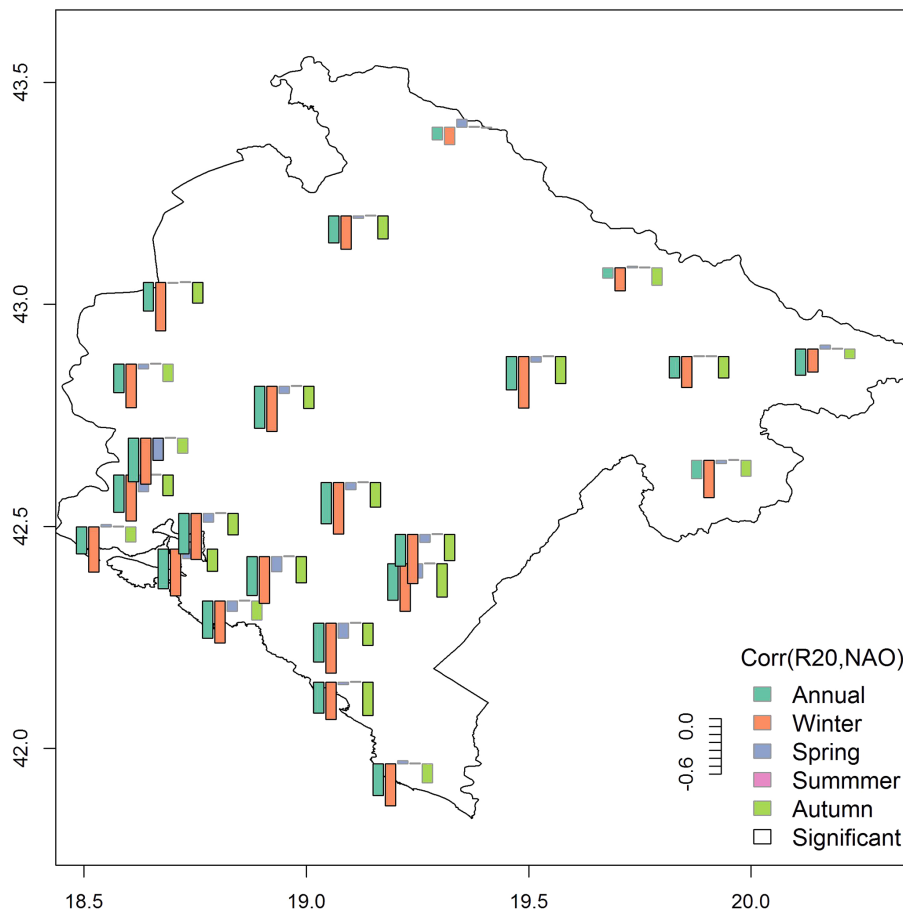 43.5
43.0
42.5
42.0
18.5 19.0 19.5 20.0
Corr(R20,NAO)
Annual
Winter
Spring
Summmer
Autumn
Significant
0.0
-0.6